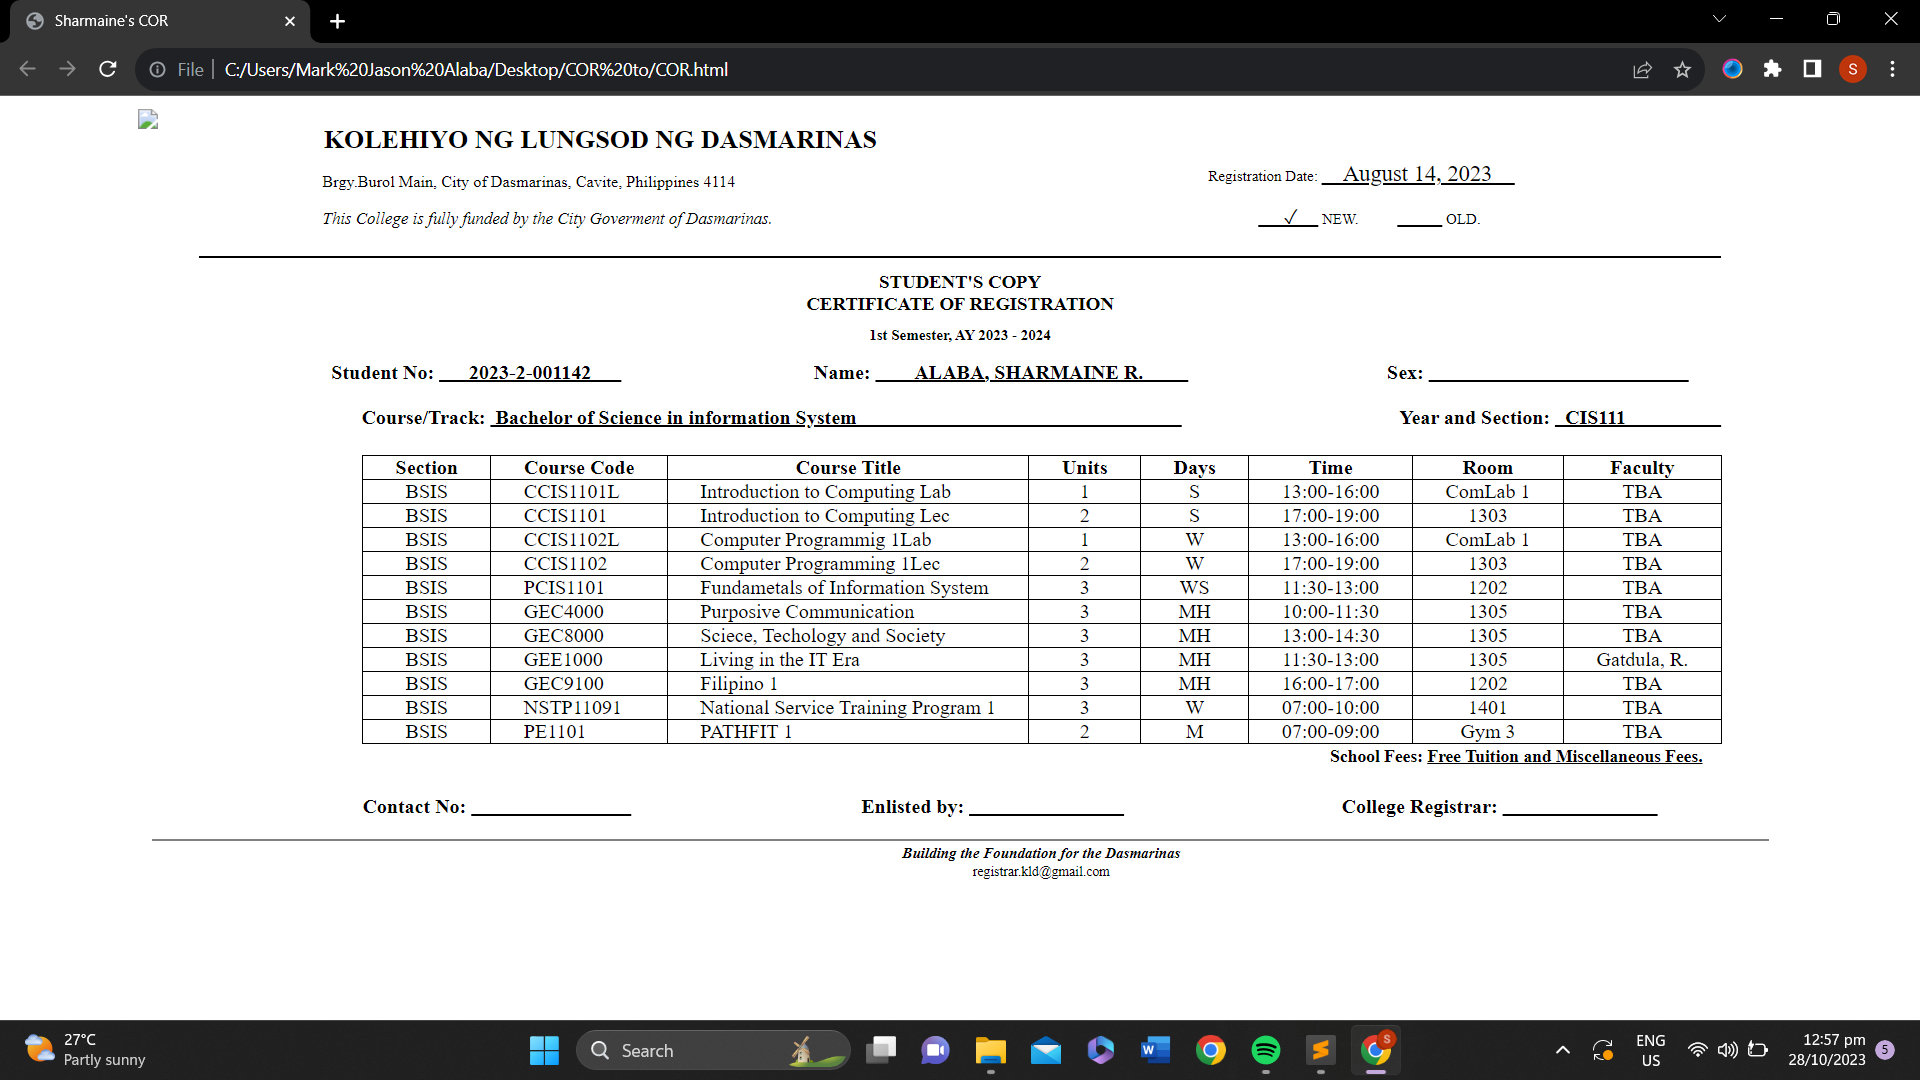 Sharmaine's COR
File C:/Users/Mark%20Jason%20Alaba/Desktop/COR%20to/COR.html
S
KOLEHIYO NG LUNGSOD NG DASMARINAS
Brgy.Burol Main, City of Dasmarinas, Cavite, Philippines 4114
Registration Date: August 14, 2023
This College is fully funded by the City Goverment of Dasmarinas.
✓ NEW. OLD.
STUDENT'S COPY
CERTIFICATE OF REGISTRATION
1st Semester, AY 2023 - 2024
Student No: 2023-2-001142 Name: ALABA, SHARMAINE R. Sex:
Course/Track: Bachelor of Science in information System Year and Section: CIS111
Section Course Code Course Title Units Days Time Room Faculty
BSIS CCIS1101L Introduction to Computing Lab 1 S 13:00-16:00 ComLab 1 TBA
BSIS CCIS1101 Introduction to Computing Lec 2 S 17:00-19:00 1303 TBA
BSIS CCIS1102L Computer Programmig 1Lab 1 W 13:00-16:00 ComLab 1 TBA
BSIS CCIS1102 Computer Programming 1Lec 2 W 17:00-19:00 1303 TBA
BSIS PCIS1101 Fundametals of Information System 3 WS 11:30-13:00 1202 TBA
BSIS GEC4000 Purposive Communication 3 MH 10:00-11:30 1305 TBA
BSIS GEC8000 Sciece, Techology and Society 3 MH 13:00-14:30 1305 TBA
BSIS GEE1000 Living in the IT Era 3 MH 11:30-13:00 1305 Gatdula, R.
BSIS GEC9100 Filipino 1 3 MH 16:00-17:00 1202 TBA
BSIS NSTP11091 National Service Training Program 1 3 W 07:00-10:00 1401 TBA
BSIS PE1101 PATHFIT 1 2 M 07:00-09:00 Gym 3 TBA
School Fees: Free Tuition and Miscellaneous Fees.
Contact No: Enlisted by: College Registrar:
Building the Foundation for the Dasmarinas
registrar.kld@gmail.com
27°C
Partly sunny
Search
W
S
ENG
US
12:57 pm
28/10/2023
5